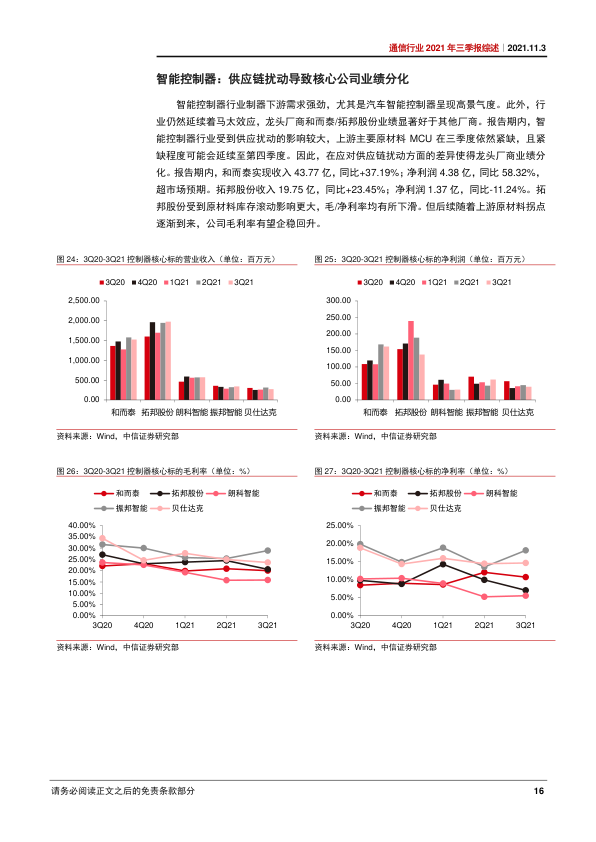 通信行业 2021 年三季报综述｜2021.11.3
智能控制器：供应链扰动导致核心公司业绩分化
智能控制器行业制器下游需求强劲，尤其是汽车智能控制器呈现高景气度。此外，行
业仍然延续着马太效应，龙头厂商和而泰/拓邦股份业绩显著好于其他厂商。报告期内，智
能控制器行业受到供应扰动的影响较大，上游主要原材料 MCU 在三季度依然紧缺，且紧
缺程度可能会延续至第四季度。因此，在应对供应链扰动方面的差异使得龙头厂商业绩分
化。报告期内，和而泰实现收入 43.77 亿，同比+37.19%；净利润 4.38 亿，同比 58.32%，
超市场预期。拓邦股份收入 19.75 亿，同比+23.45%；净利润 1.37 亿，同比-11.24%。拓
邦股份受到原材料库存滚动影响更大，毛/净利率均有所下滑。但后续随着上游原材料拐点
逐渐到来，公司毛利率有望企稳回升。
图 24：3Q20-3Q21 控制器核心标的营业收入（单位：百万元）
3Q20 4Q20 1Q21 2Q21 3Q21
2,500.00
2,000.00
1,500.00
1,000.00
500.00
0.00
和而泰 拓邦股份 朗科智能 振邦智能 贝仕达克
资料来源：Wind，中信证券研究部
图 25：3Q20-3Q21 控制器核心标的净利润（单位：百万元）
3Q20 4Q20 1Q21 2Q21 3Q21
300.00
250.00
200.00
150.00
100.00
50.00
0.00
和而泰 拓邦股份 朗科智能 振邦智能 贝仕达克
资料来源：Wind，中信证券研究部
图 26：3Q20-3Q21 控制器核心标的毛利率（单位：%）
和而泰 拓邦股份 朗科智能
振邦智能 贝仕达克
40.00%
35.00%
30.00%
25.00%
20.00%
15.00%
10.00%
5.00%
0.00%
3Q20 4Q20 1Q21 2Q21 3Q21
资料来源：Wind，中信证券研究部
图 27：3Q20-3Q21 控制器核心标的净利率（单位：%）
和而泰 拓邦股份 朗科智能
振邦智能 贝仕达克
25.00%
20.00%
15.00%
10.00%
5.00%
0.00%
3Q20 4Q20 1Q21 2Q21 3Q21
资料来源：Wind，中信证券研究部
请务必阅读正文之后的免责条款部分 16